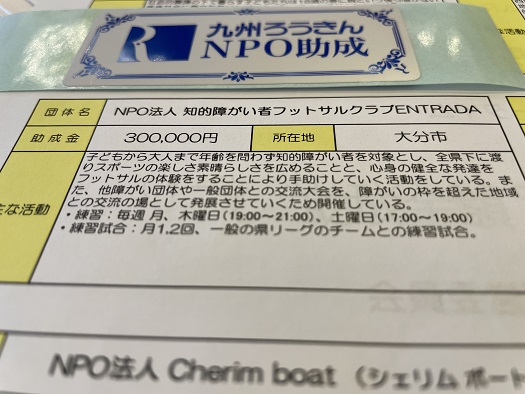 九州ろうきん
NPO助成
団体名 NPO法人 知的障がい者フットサルクラブENTRADA
助成金 300,000円 所在地 大分市
子どもから大人まで年齢を問わず知的障がい者を対象とし、全県下に渡
りスポーツの楽しさ素晴らしさを広めることと、心身の健全な発達を
フットサルの体験をすることにより手助けしていく活動をしている。ま
た、他障がい団体や一般団体との交流大会を、障がいの枠を超えた地域
との交流の場として発展させていくため開催している。
な活動
・練習：毎週 月、木曜日（19:00～21:00）、土曜日（17:00～19:00）
・練習試合：月1,2回、一般の県リーグのチームとの練習試合。
NPO法人 Cherim boat （シェリム ボート